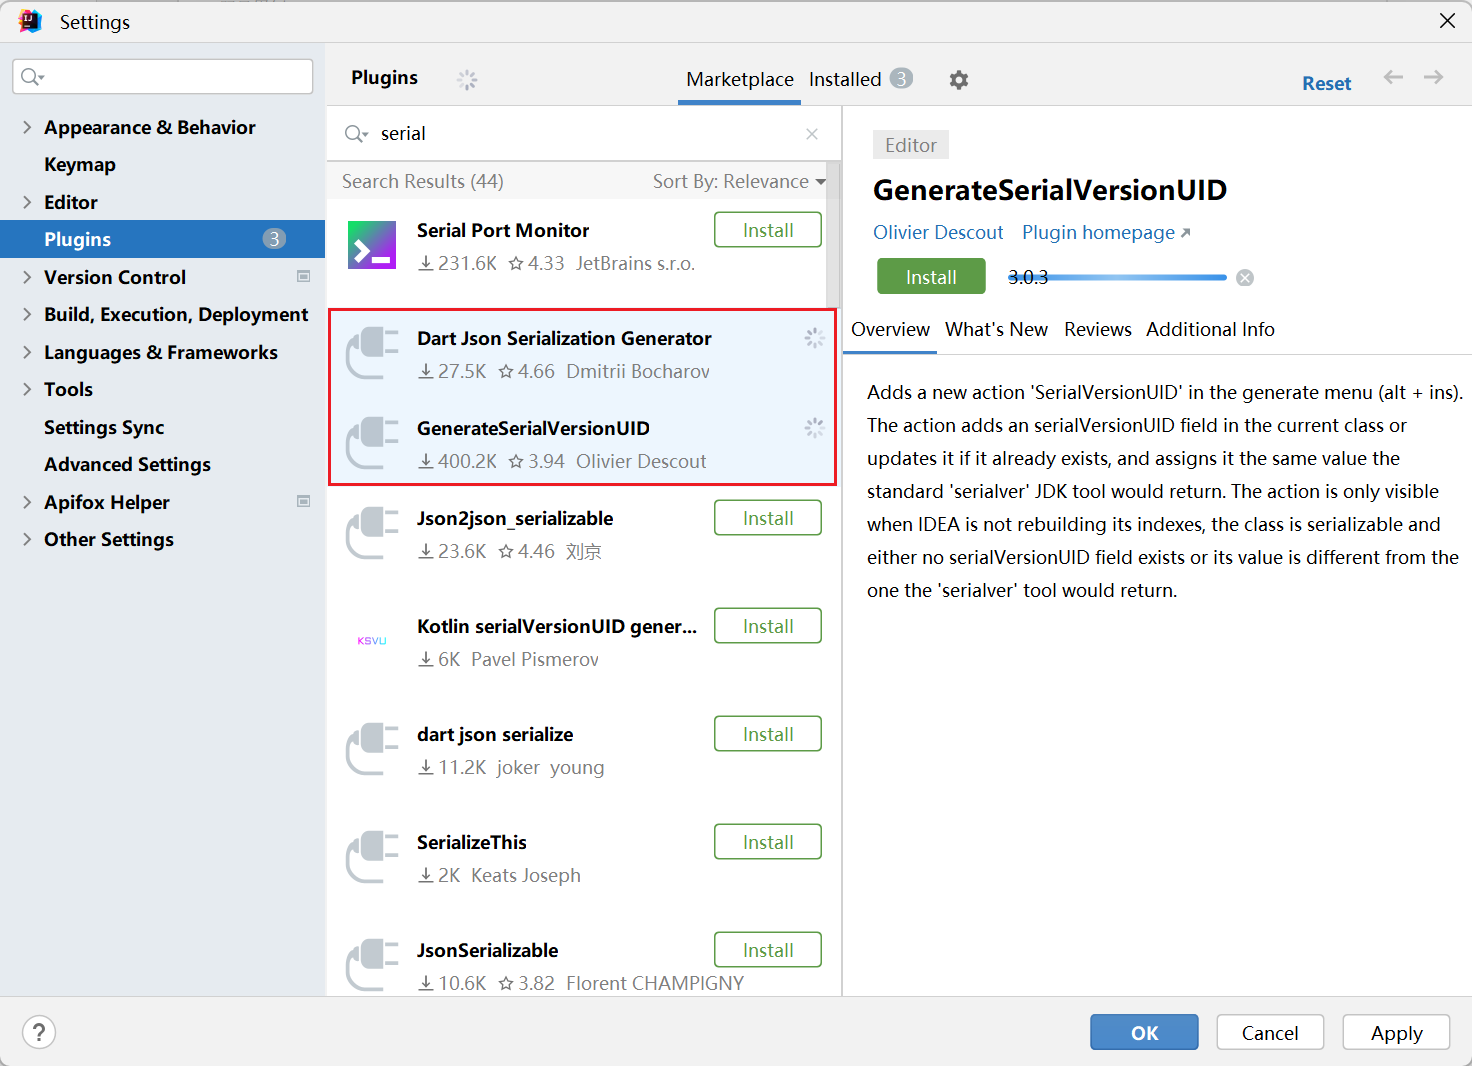 Settings
Plugins
Marketplace
Installed 3
Reset
Appearance & Behavior
Keymap
Editor
Plugins 3
Version Control
Build, Execution, Deployment
Languages & Frameworks
Tools
Settings Sync
Advanced Settings
Apifox Helper
Other Settings
serial
Search Results (44)
Sort By: Relevance
Serial Port Monitor
Install
231.6K 4.33 JetBrains s.r.o.
Dart Json Serialization Generator
27.5K 4.66 Dmitrii Bocharov
GenerateSerialVersionUID
400.2K 3.94 Olivier Descout
Json2json_serializable
Install
23.6K 4.46 刘京
KSVU
Kotlin serialVersionUID gener...
Install
6K Pavel Pismerov
dart json serialize
Install
11.2K joker young
SerializeThis
Install
2K Keats Joseph
JsonSerializable
Install
10.6K 3.82 Florent CHAMPIGNY
Editor
GenerateSerialVersionUID
Olivier Descout Plugin homepage
Install
3.0.3
Overview What's New Reviews Additional Info
Adds a new action 'SerialVersionUID' in the generate menu (alt + ins).
The action adds an serialVersionUID field in the current class or
updates it if it already exists, and assigns it the same value the
standard 'serialver' JDK tool would return. The action is only visible
when IDEA is not rebuilding its indexes, the class is serializable and
either no serialVersionUID field exists or its value is different from the
one the 'serialver' tool would return.
?
OK
Cancel
Apply